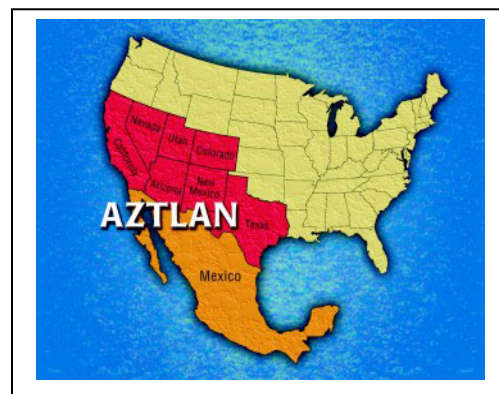 Nevada
Utah
Colorado
California
Arizona
New
Mexico
Texas
AZTLAN
Mexico